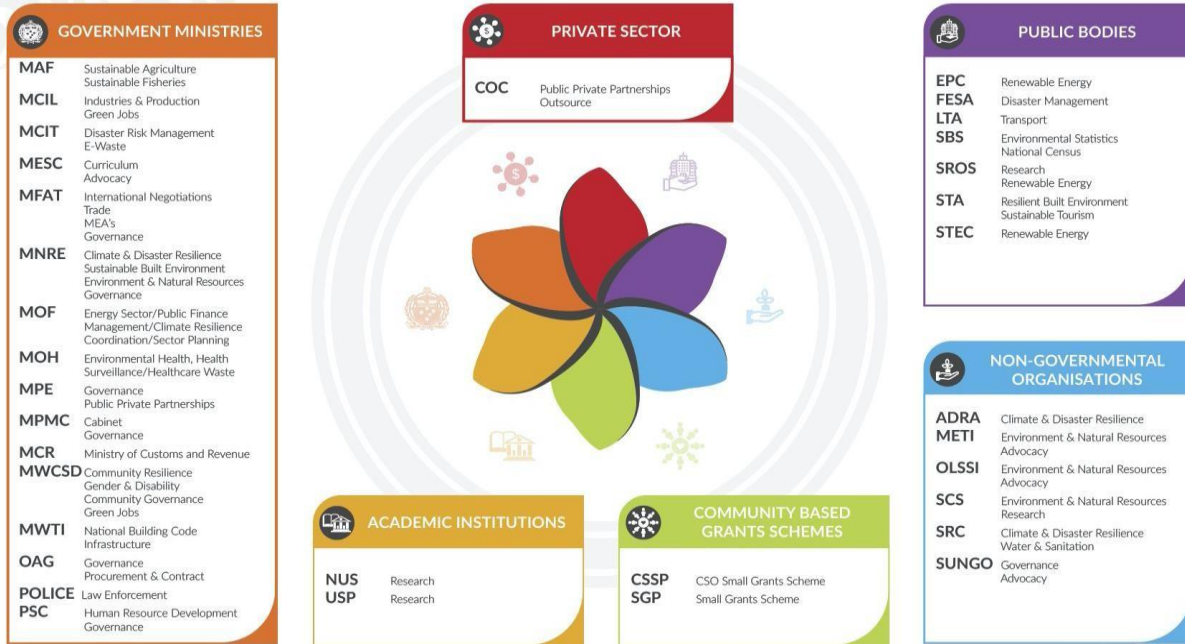 GOVERNMENT MINISTRIES
MAF Sustainable Agriculture
Sustainable Fisheries
MCIL Industries & Production
Green Jobs
MCIT Disaster Risk Management
E-Waste
MESC Curriculum
Advocacy
MFAT International Negotiations
Trade
MEA's
Governance
MNRE Climate & Disaster Resilience
Sustainable Built Environment
Environment & Natural Resources
Governance
MOF Energy Sector/Public Finance
Management/Climate Resilience
Coordination/Sector Planning
MOH Environmental Health, Health
Surveillance/Healthcare Waste
MPE Governance
Public Private Partnerships
MPMC Cabinet
Governance
MCR Ministry of Customs and Revenue
MWCSD Community Resilience
Gender & Disability
Community Governance
Green Jobs
MWTI National Building Code
Infrastructure
OAG Governance
Procurement & Contract
POLICE Law Enforcement
PSC Human Resource Development
Governance
PRIVATE SECTOR
COC Public Private Partnerships
Outsource
ACADEMIC INSTITUTIONS
NUS Research
USP Research
COMMUNITY BASED
GRANTS SCHEMES
CSSP CSO Small Grants Scheme
SGP Small Grants Scheme
PUBLIC BODIES
EPC Renewable Energy
FESA Disaster Management
LTA Transport
SBS Environmental Statistics
National Census
SROS Research
Renewable Energy
STA Resilient Built Environment
Sustainable Tourism
STEC Renewable Energy
NON-GOVERNMENTAL
ORGANISATIONS
ADRA Climate & Disaster Resilience
METI Environment & Natural Resources
Advocacy
OLSSI Environment & Natural Resources
Advocacy
SCS Environment & Natural Resources
Research
SRC Climate & Disaster Resilience
Water & Sanitation
SUNGO Governance
Advocacy